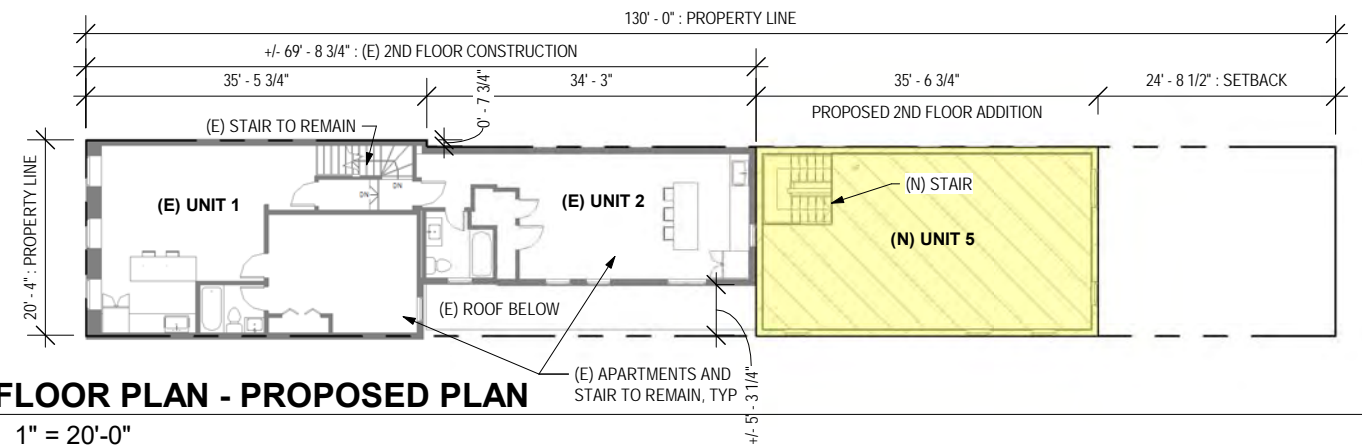 130' - 0" : PROPERTY LINE
+/- 69' - 8 3/4" : (E) 2ND FLOOR CONSTRUCTION
35' - 5 3/4"
0' - 7 3/4"
34' - 3"
35' - 6 3/4"
24' - 8 1/2" : SETBACK
PROPOSED 2ND FLOOR ADDITION
(E) STAIR TO REMAIN
20' - 4" : PROPERTY LINE
DN
DN
(E) UNIT 1
(E) UNIT 2
(N) STAIR
(N) UNIT 5
(E) ROOF BELOW
(E) APARTMENTS AND
STAIR TO REMAIN, TYP
+/- 5' - 3 1/4"
FLOOR PLAN - PROPOSED PLAN
1" = 20'-0"